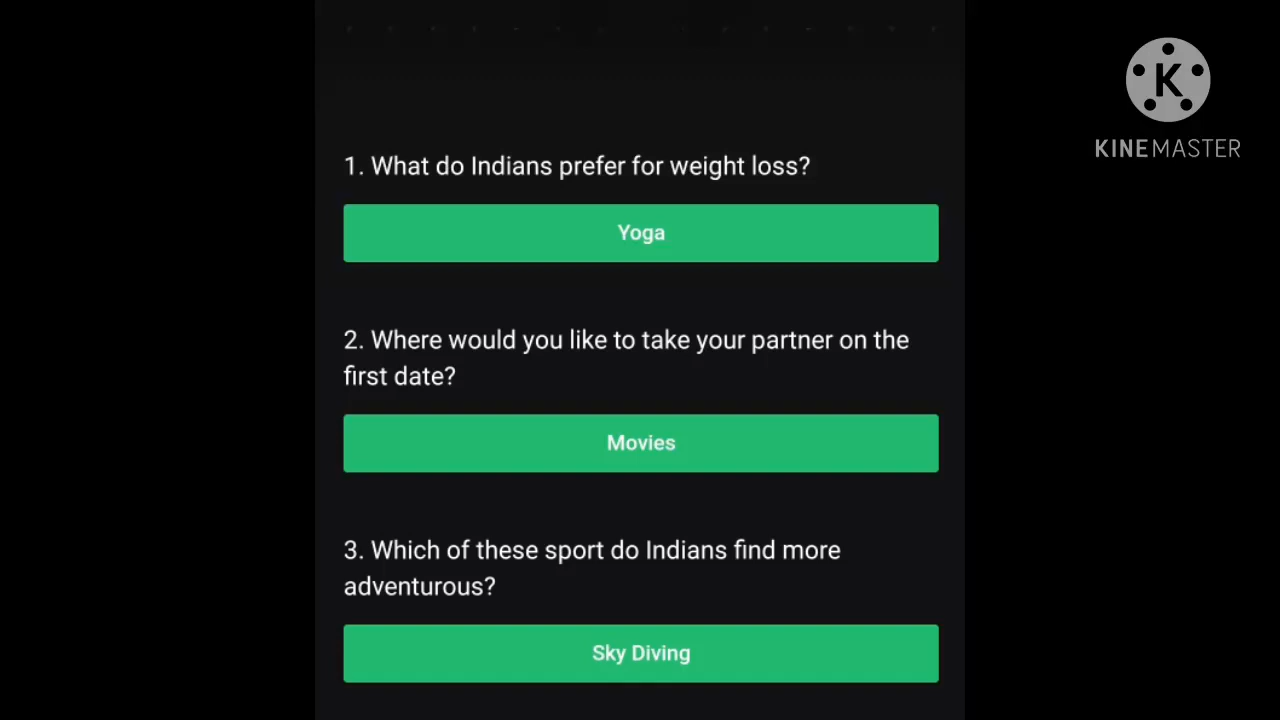 K
KINEMASTER
1. What do Indians prefer for weight loss?
Yoga
2. Where would you like to take your partner on the
first date?
Movies
3. Which of these sport do Indians find more
adventurous?
Sky Diving